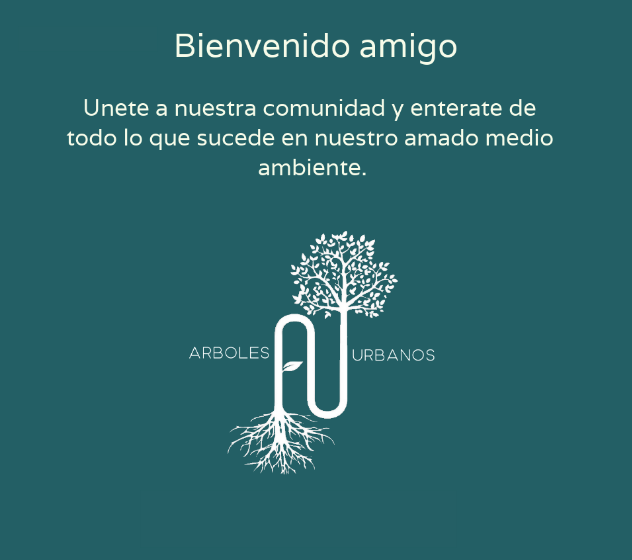 Bienvenido amigo
Unete a nuestra comunidad y enterate de
todo lo que sucede en nuestro amado medio
ambiente.
ARBOLES URBANOS